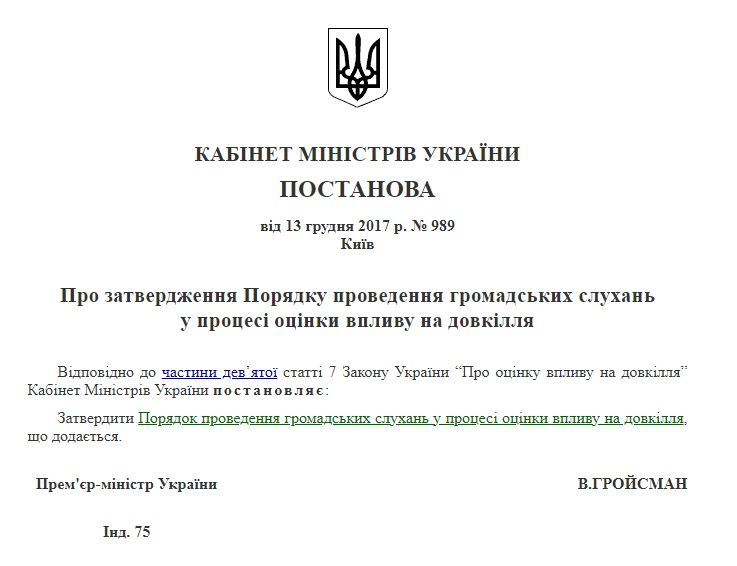 КАБІНЕТ МІНІСТРІВ УКРАЇНИ
ПОСТАНОВА
від 13 грудня 2017 р. № 989
Київ
Про затвердження Порядку проведення громадських слухань
у процесі оцінки впливу на довкілля
Відповідно до частини дев’ятої статті 7 Закону України “Про оцінку впливу на довкілля”
Кабінет Міністрів України постановляє:
Затвердити Порядок проведення громадських слухань у процесі оцінки впливу на довкілля,
що додається.
Прем'єр-міністр України В.ГРОЙСМАН
Інд. 75